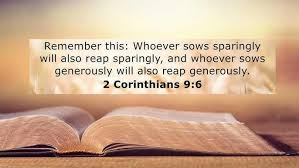 Remember this: Whoever sows sparingly
will also reap sparingly, and whoever sows
generously will also reap generously.
2 Corinthians 9:6